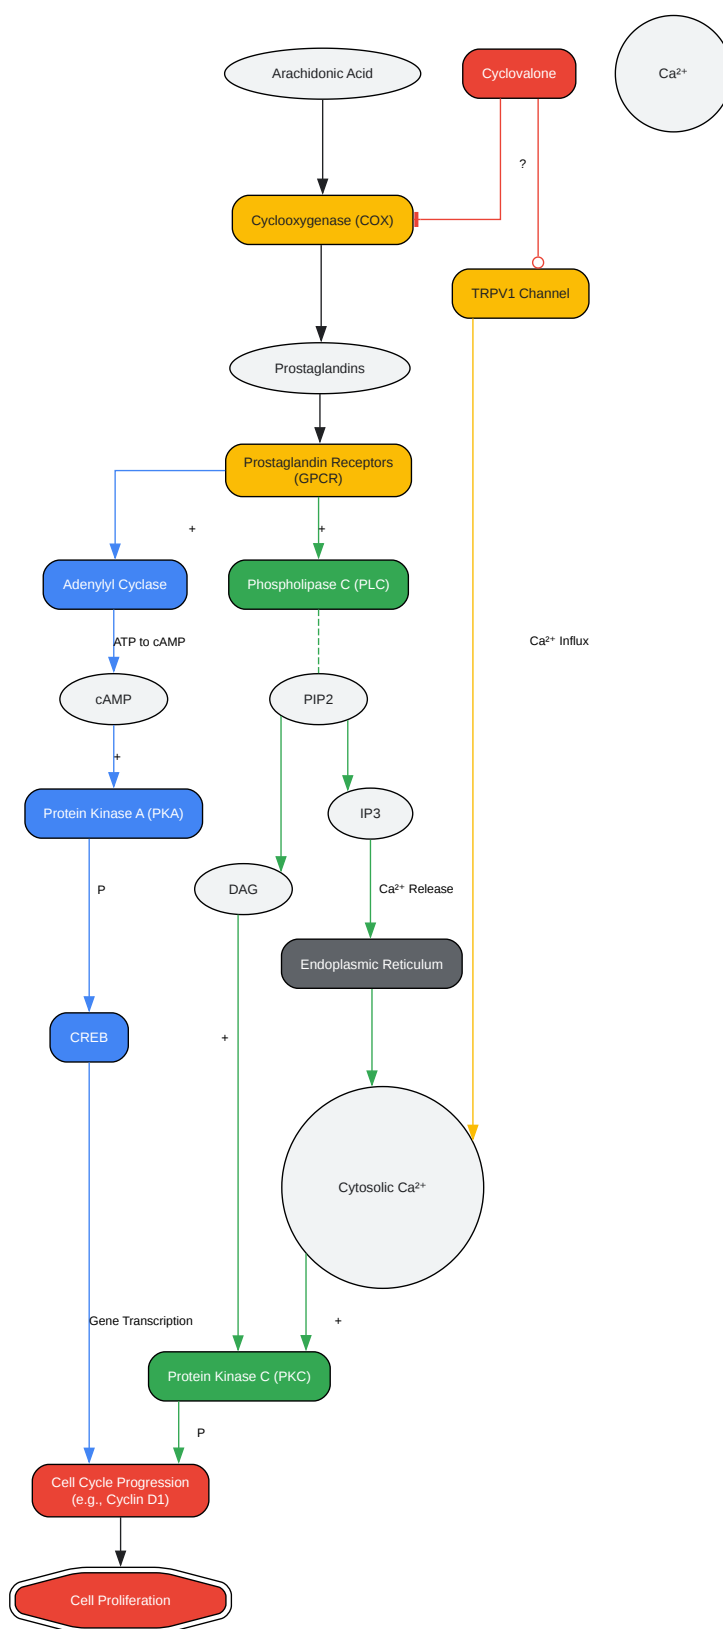 Arachidonic Acid
Cyclovalone
Ca²⁺
?
Cyclooxygenase (COX)
TRPV1 Channel
Prostaglandins
Prostaglandin Receptors
(GPCR)
+
+
Adenylyl Cyclase
Phospholipase C (PLC)
ATP to cAMP
Ca²⁺ Influx
cAMP
PIP2
+
Protein Kinase A (PKA)
IP3
P
DAG
Ca²⁺ Release
Endoplasmic Reticulum
CREB
+
Cytosolic Ca²⁺
Gene Transcription
+
Protein Kinase C (PKC)
P
Cell Cycle Progression
(e.g., Cyclin D1)
Cell Proliferation